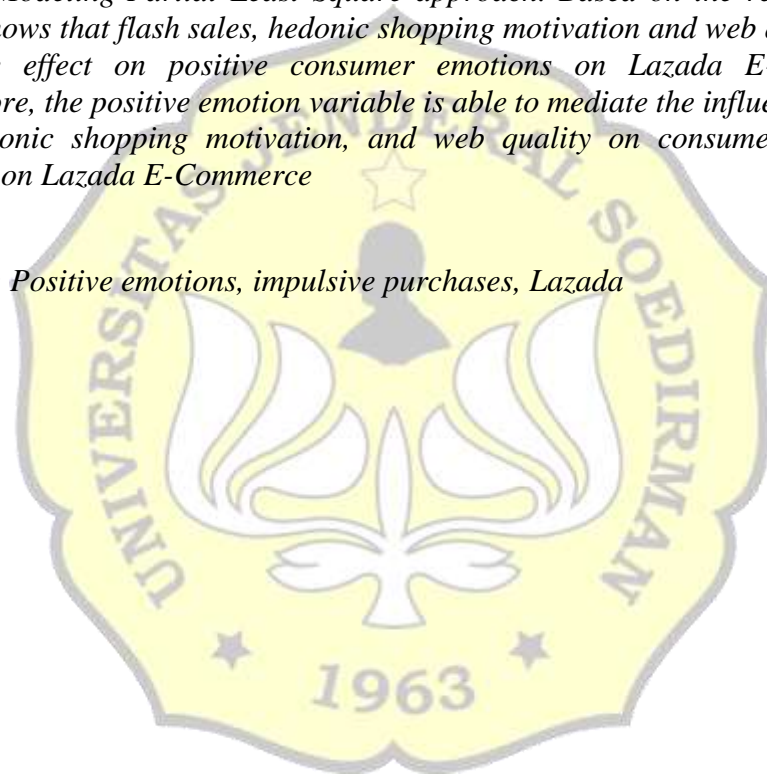 Modeling Partial Least Square approach. Based on the
hows that flash sales, hedonic shopping motivation and web
effect on positive consumer emotions on Lazada E-
ore, the positive emotion variable is able to mediate the influe
onic shopping motivation, and web quality on consume
on Lazada E-Commerce
Positive emotions, impulsive purchases, Lazada
UNIVERSITAS JENDERAL SOEDIRMAN
1963